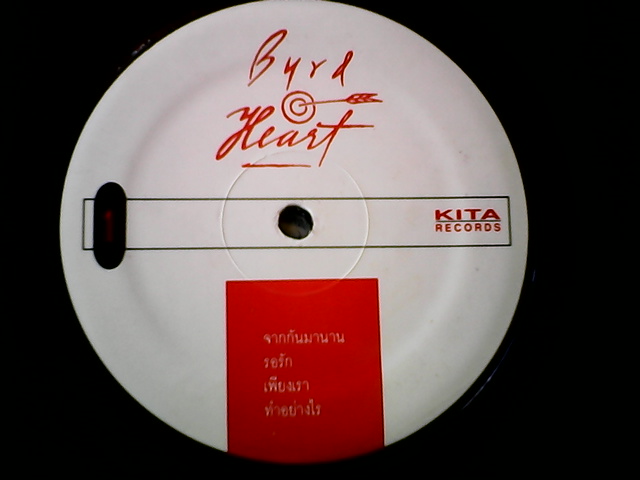 Byrd
Heart
1
KITA
RECORDS
จากกันมานาน
รอรัก
เพียงเรา
ทำอย่างไร